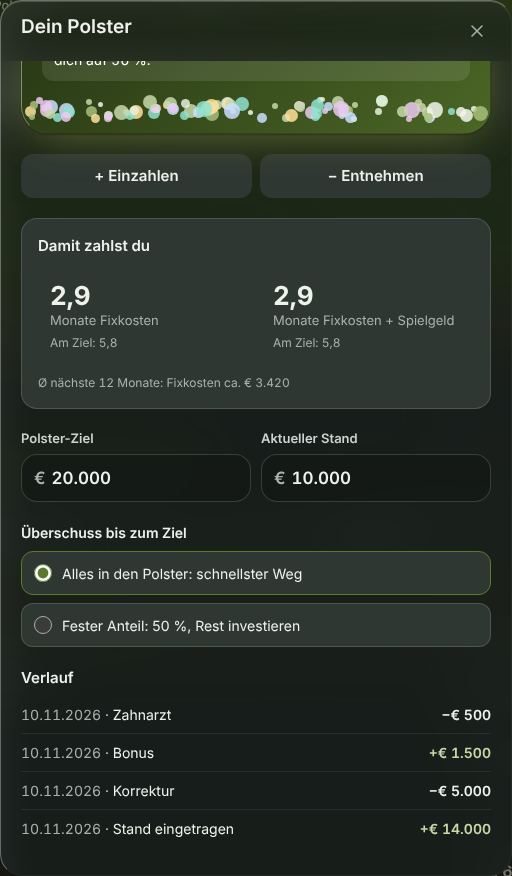 Dein Polster
dich auf 50 %.
+ Einzahlen
− Entnehmen
Damit zahlst du
2,9
Monate Fixkosten
Am Ziel: 5,8
2,9
Monate Fixkosten + Spielgeld
Am Ziel: 5,8
Ø nächste 12 Monate: Fixkosten ca. € 3.420
Polster-Ziel
€ 20.000
Aktueller Stand
€ 10.000
Überschuss bis zum Ziel
Alles in den Polster: schnellster Weg
Fester Anteil: 50 %, Rest investieren
Verlauf
10.11.2026 · Zahnarzt −€ 500
10.11.2026 · Bonus +€ 1.500
10.11.2026 · Korrektur −€ 5.000
10.11.2026 · Stand eingetragen +€ 14.000